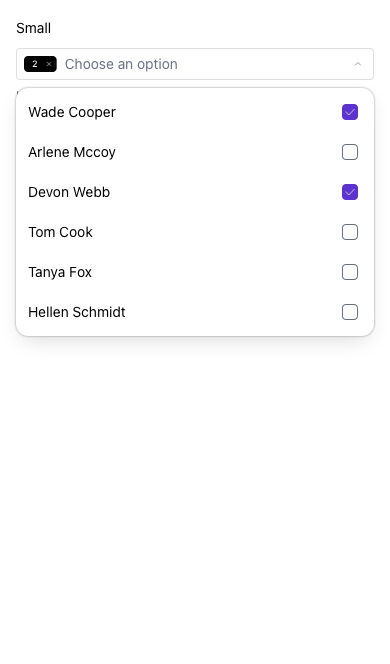 Small
2 × Choose an option
Wade Cooper
Arlene Mccoy
Devon Webb
Tom Cook
Tanya Fox
Hellen Schmidt